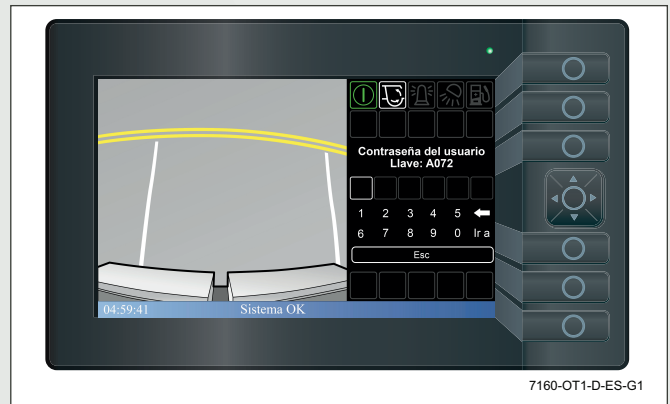 Contraseña del usuario
Llave: A072
1 2 3 4 5
6 7 8 9 0 Ir a
Esc
04:59:41 Sistema OK
7160-OT1-D-ES-G1